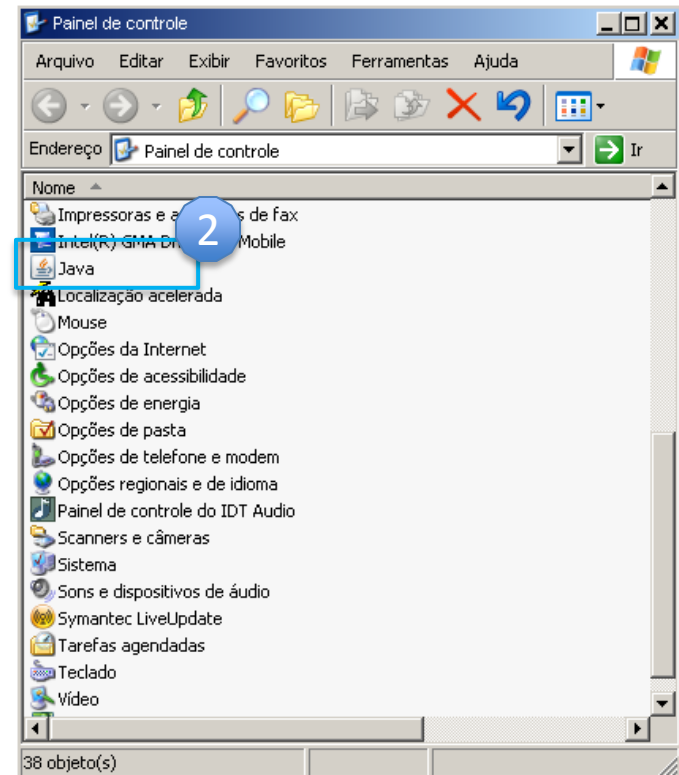 Painel de controle
Arquivo Editar Exibir Favoritos Ferramentas Ajuda
Endereço Painel de controle Ir
Nome
Impressoras e a s de fax
2
Intel(R) GMA D Mobile
Java
Localização acelerada
Mouse
Opções da Internet
Opções de acessibilidade
Opções de energia
Opções de pasta
Opções de telefone e modem
Opções regionais e de idioma
Painel de controle do IDT Audio
Scanners e câmeras
Sistema
Sons e dispositivos de áudio
Symantec LiveUpdate
Tarefas agendadas
Teclado
Vídeo
38 objeto(s)